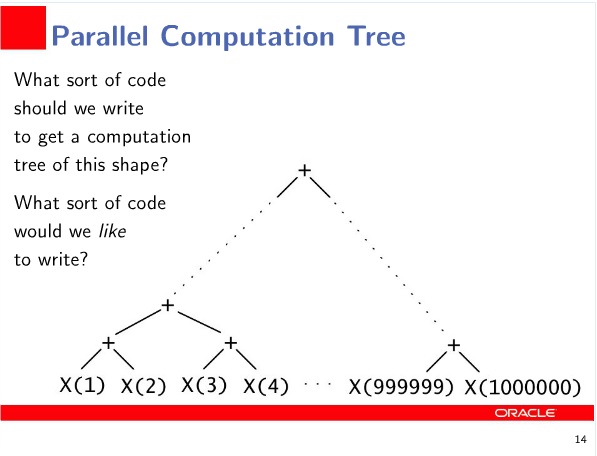 Parallel Computation Tree
What sort of code
should we write
to get a computation
tree of this shape?
What sort of code
would we like
to write?
+
+
+ + +
X(1) X(2) X(3) X(4) · · · X(999999) X(1000000)
ORACLE
14